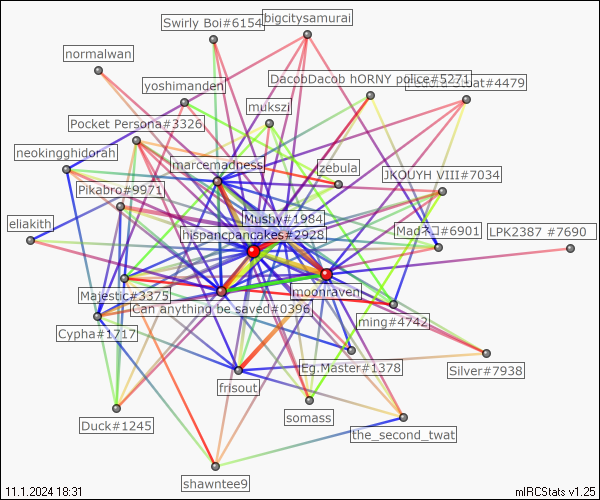 Swirly Boi#6154
bigcitysamurai
normalwan
DacobDacob hORNY police#5271
#4479
yoshimanden
mukszi
Pocket Persona#3326
neokingghidorah
marcemadness
zebula
JKOUYH VIII#7034
Pikabro#9971
Mushy#1984
eliakith
hispancpancakes#2928
Madネコ#6901
LPK2387 #7690
Majestic#3375
moonraven
Can anything be saved#0396
ming#4742
Cypha#1717
Eg.Master#1378
Silver#7938
frisout
somass
Duck#1245
the_second_twat
shawntee9
11.1.2024 18:31
mIRCStats v1.25